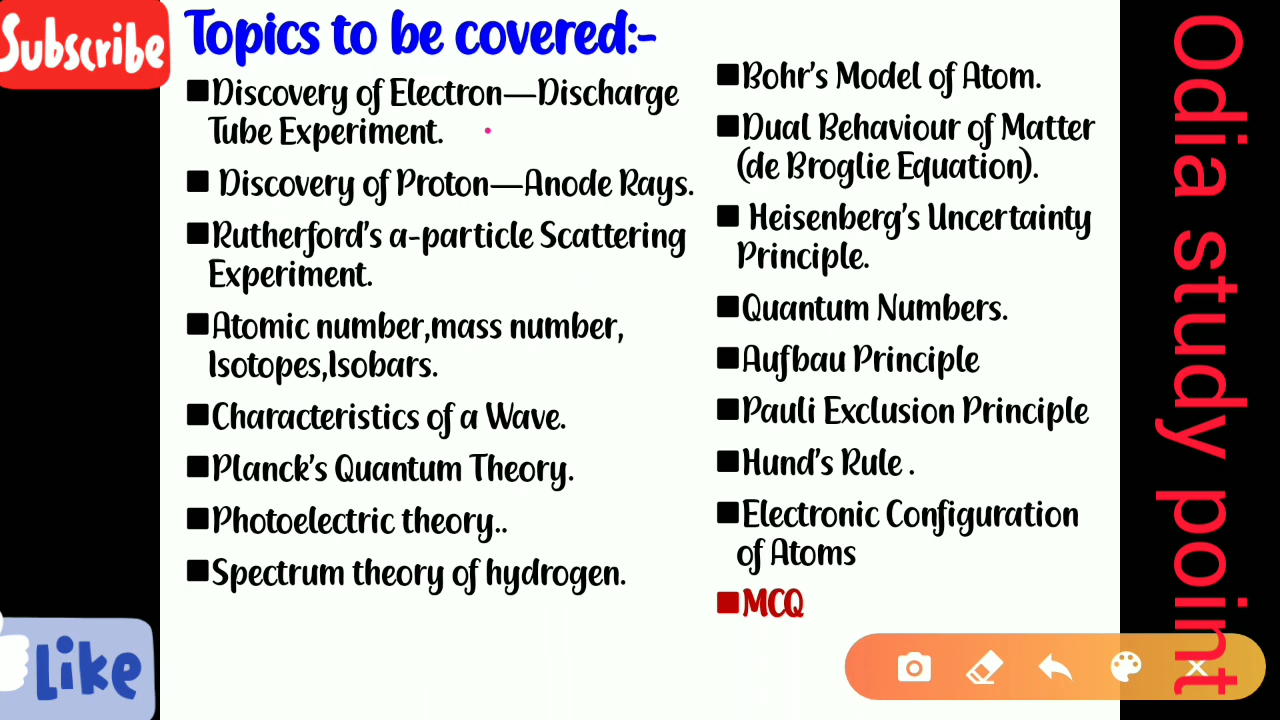 Subscribe
Topics to be covered:-
■Discovery of Electron—Discharge
Tube Experiment.
■ Discovery of Proton—Anode Rays.
■Rutherford's a-particle Scattering
Experiment.
■Atomic number,mass number,
Isotopes,Isobars.
■Characteristics of a Wave.
■Planck's Quantum Theory.
■Photoelectric theory..
■Spectrum theory of hydrogen.
■Bohr's Model of Atom.
■Dual Behaviour of Matter
(de Broglie Equation).
■ Heisenberg's Uncertainty
Principle.
■Quantum Numbers.
■Aufbau Principle
■Pauli Exclusion Principle
■Hund's Rule .
■Electronic Configuration
of Atoms
■MCQ
Like
Odia study point